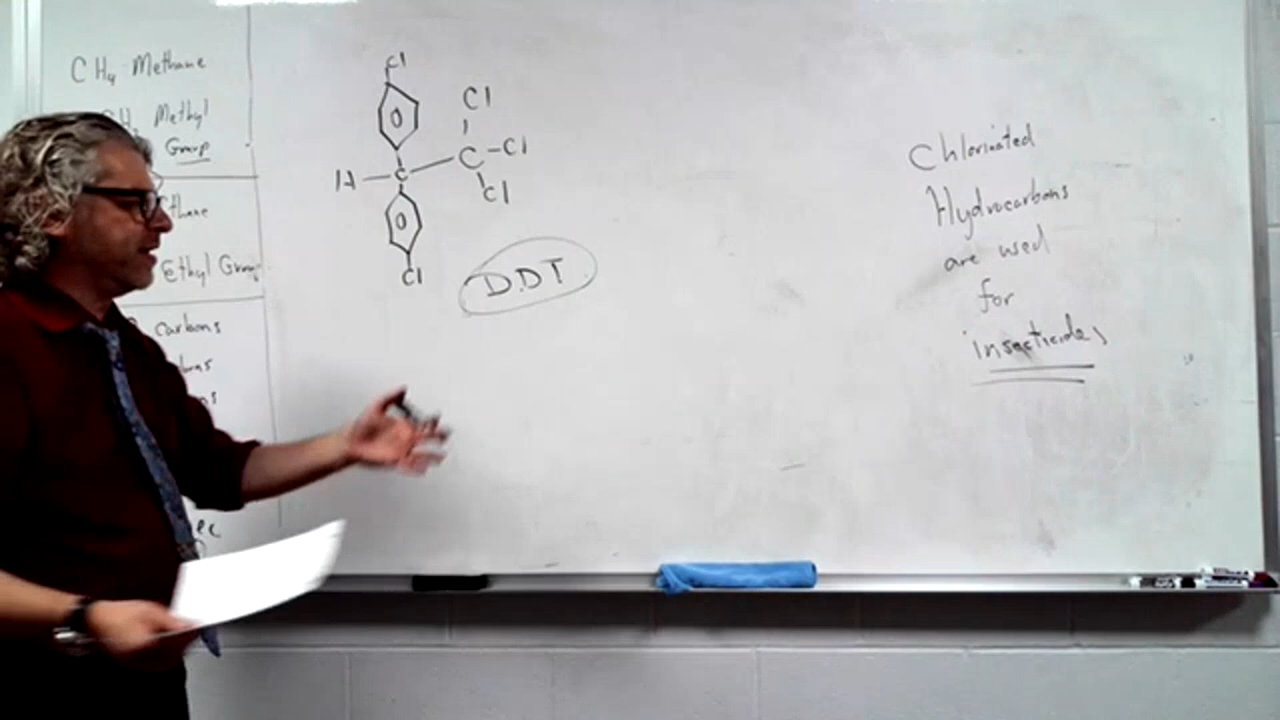 CH4 Methane
Methyl
Group
Ethyl Group
carbons
Cl
Cl
C-Cl
H-C
Cl
Cl
DDT
Chlorinated
Hydrocarbons
are used
for
insecticides